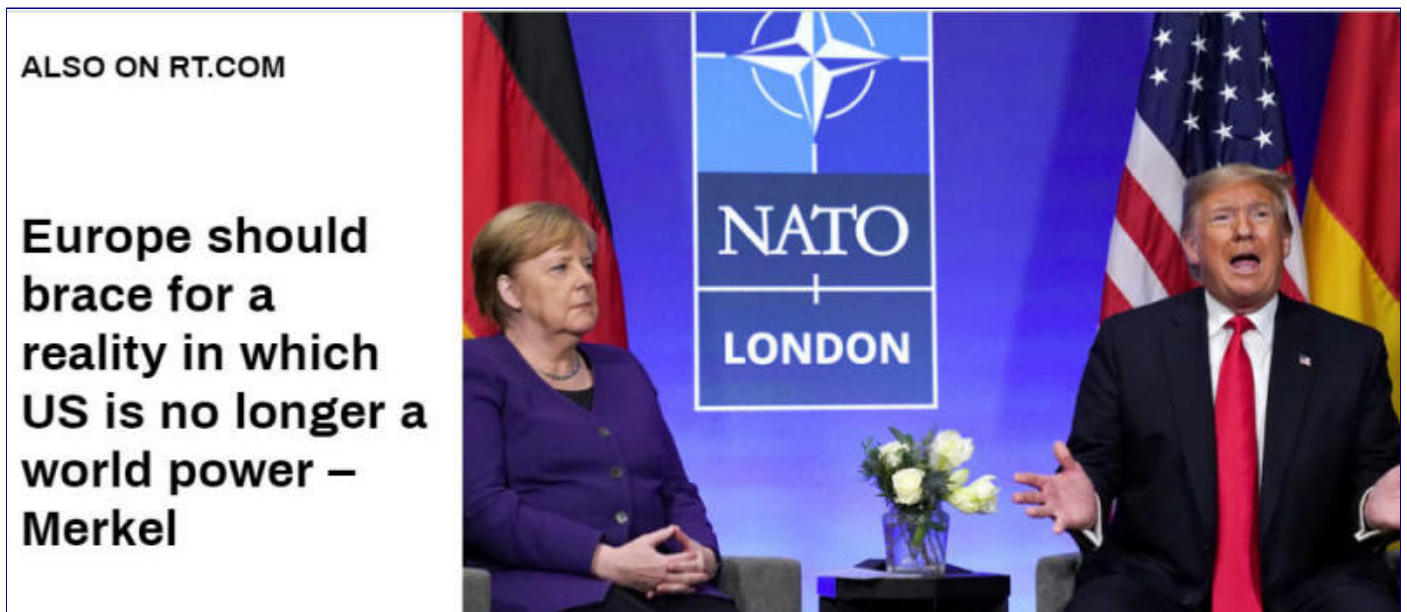 ALSO ON RT.COM
Europe should
brace for a
reality in which
US is no longer a
world power –
Merkel
NATO
LONDON